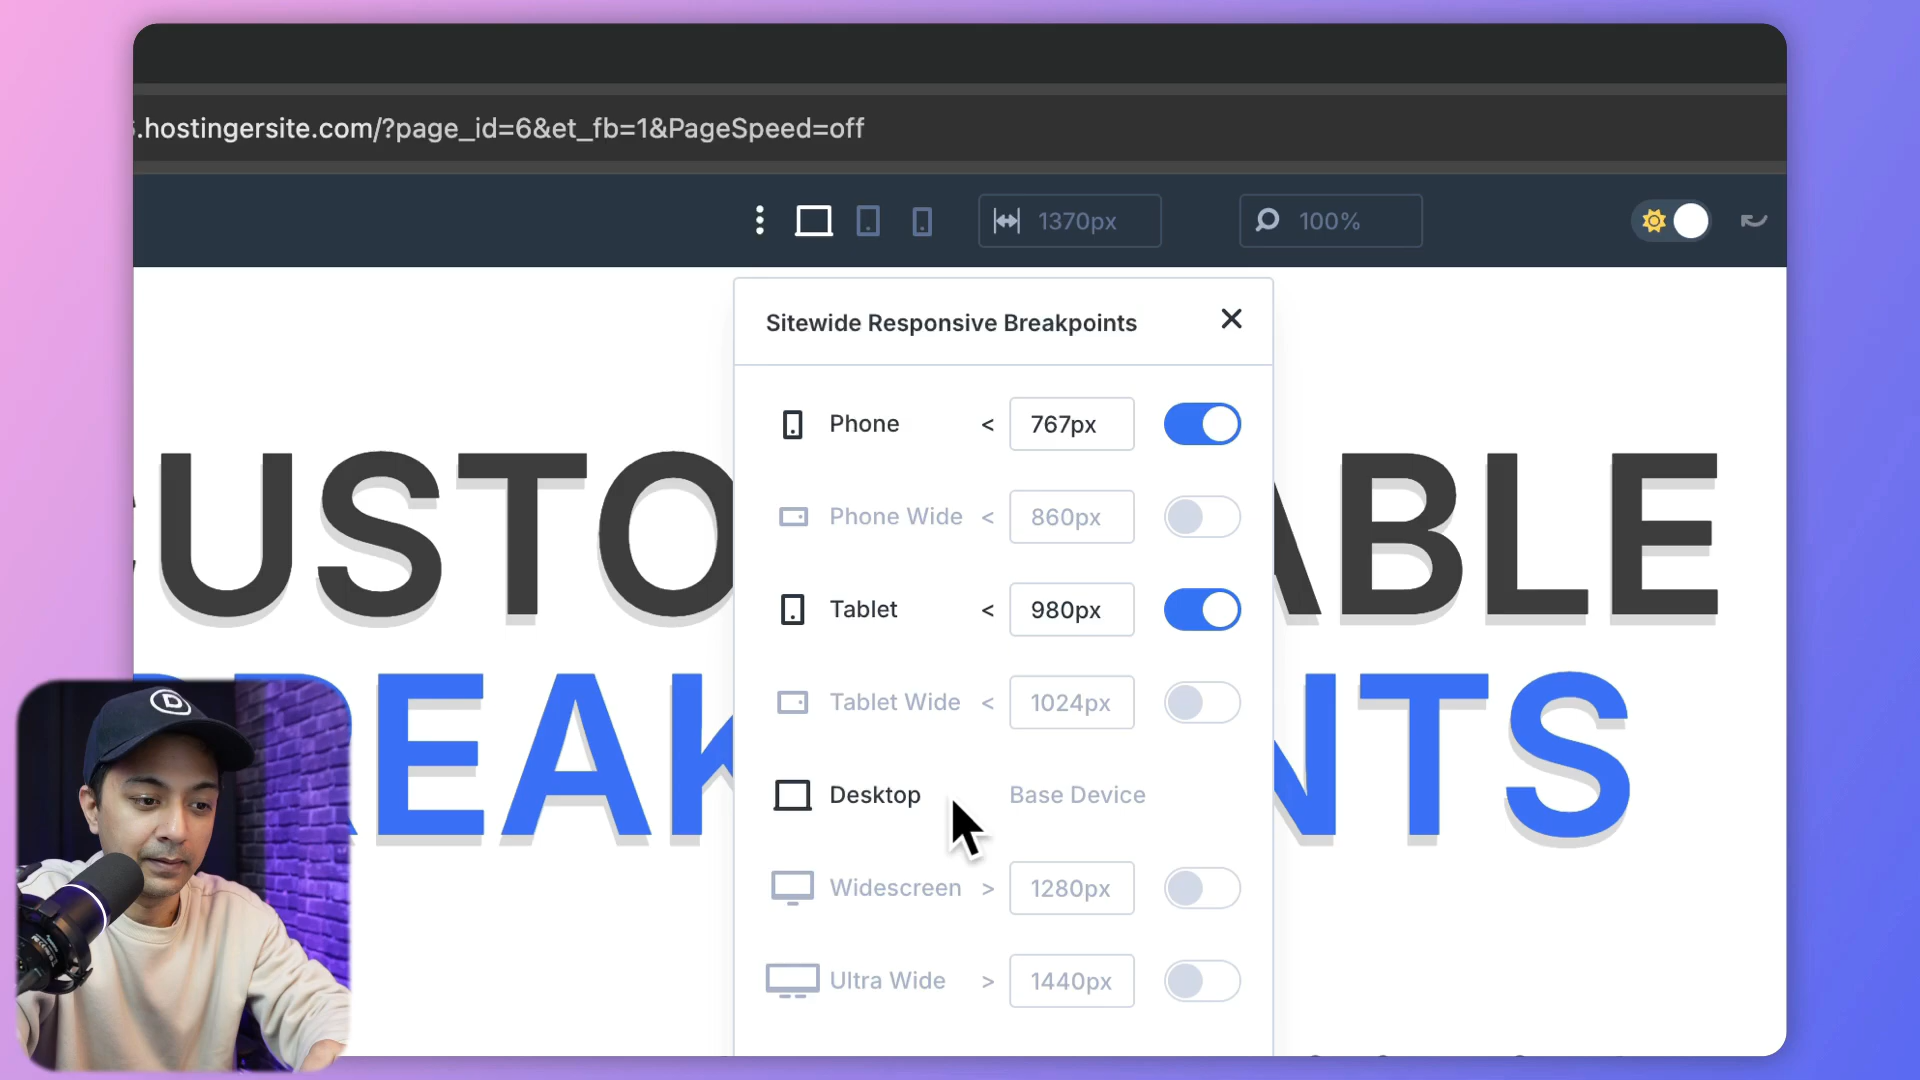 .hostingersite.com/?page_id=6&et_fb=1&PageSpeed=off
1370px
100%
Sitewide Responsive Breakpoints
Phone < 767px
Phone Wide < 860px
Tablet < 980px
Tablet Wide < 1024px
Desktop Base Device
Widescreen > 1280px
Ultra Wide > 1440px
USTO ABLE
REAK NTS
D